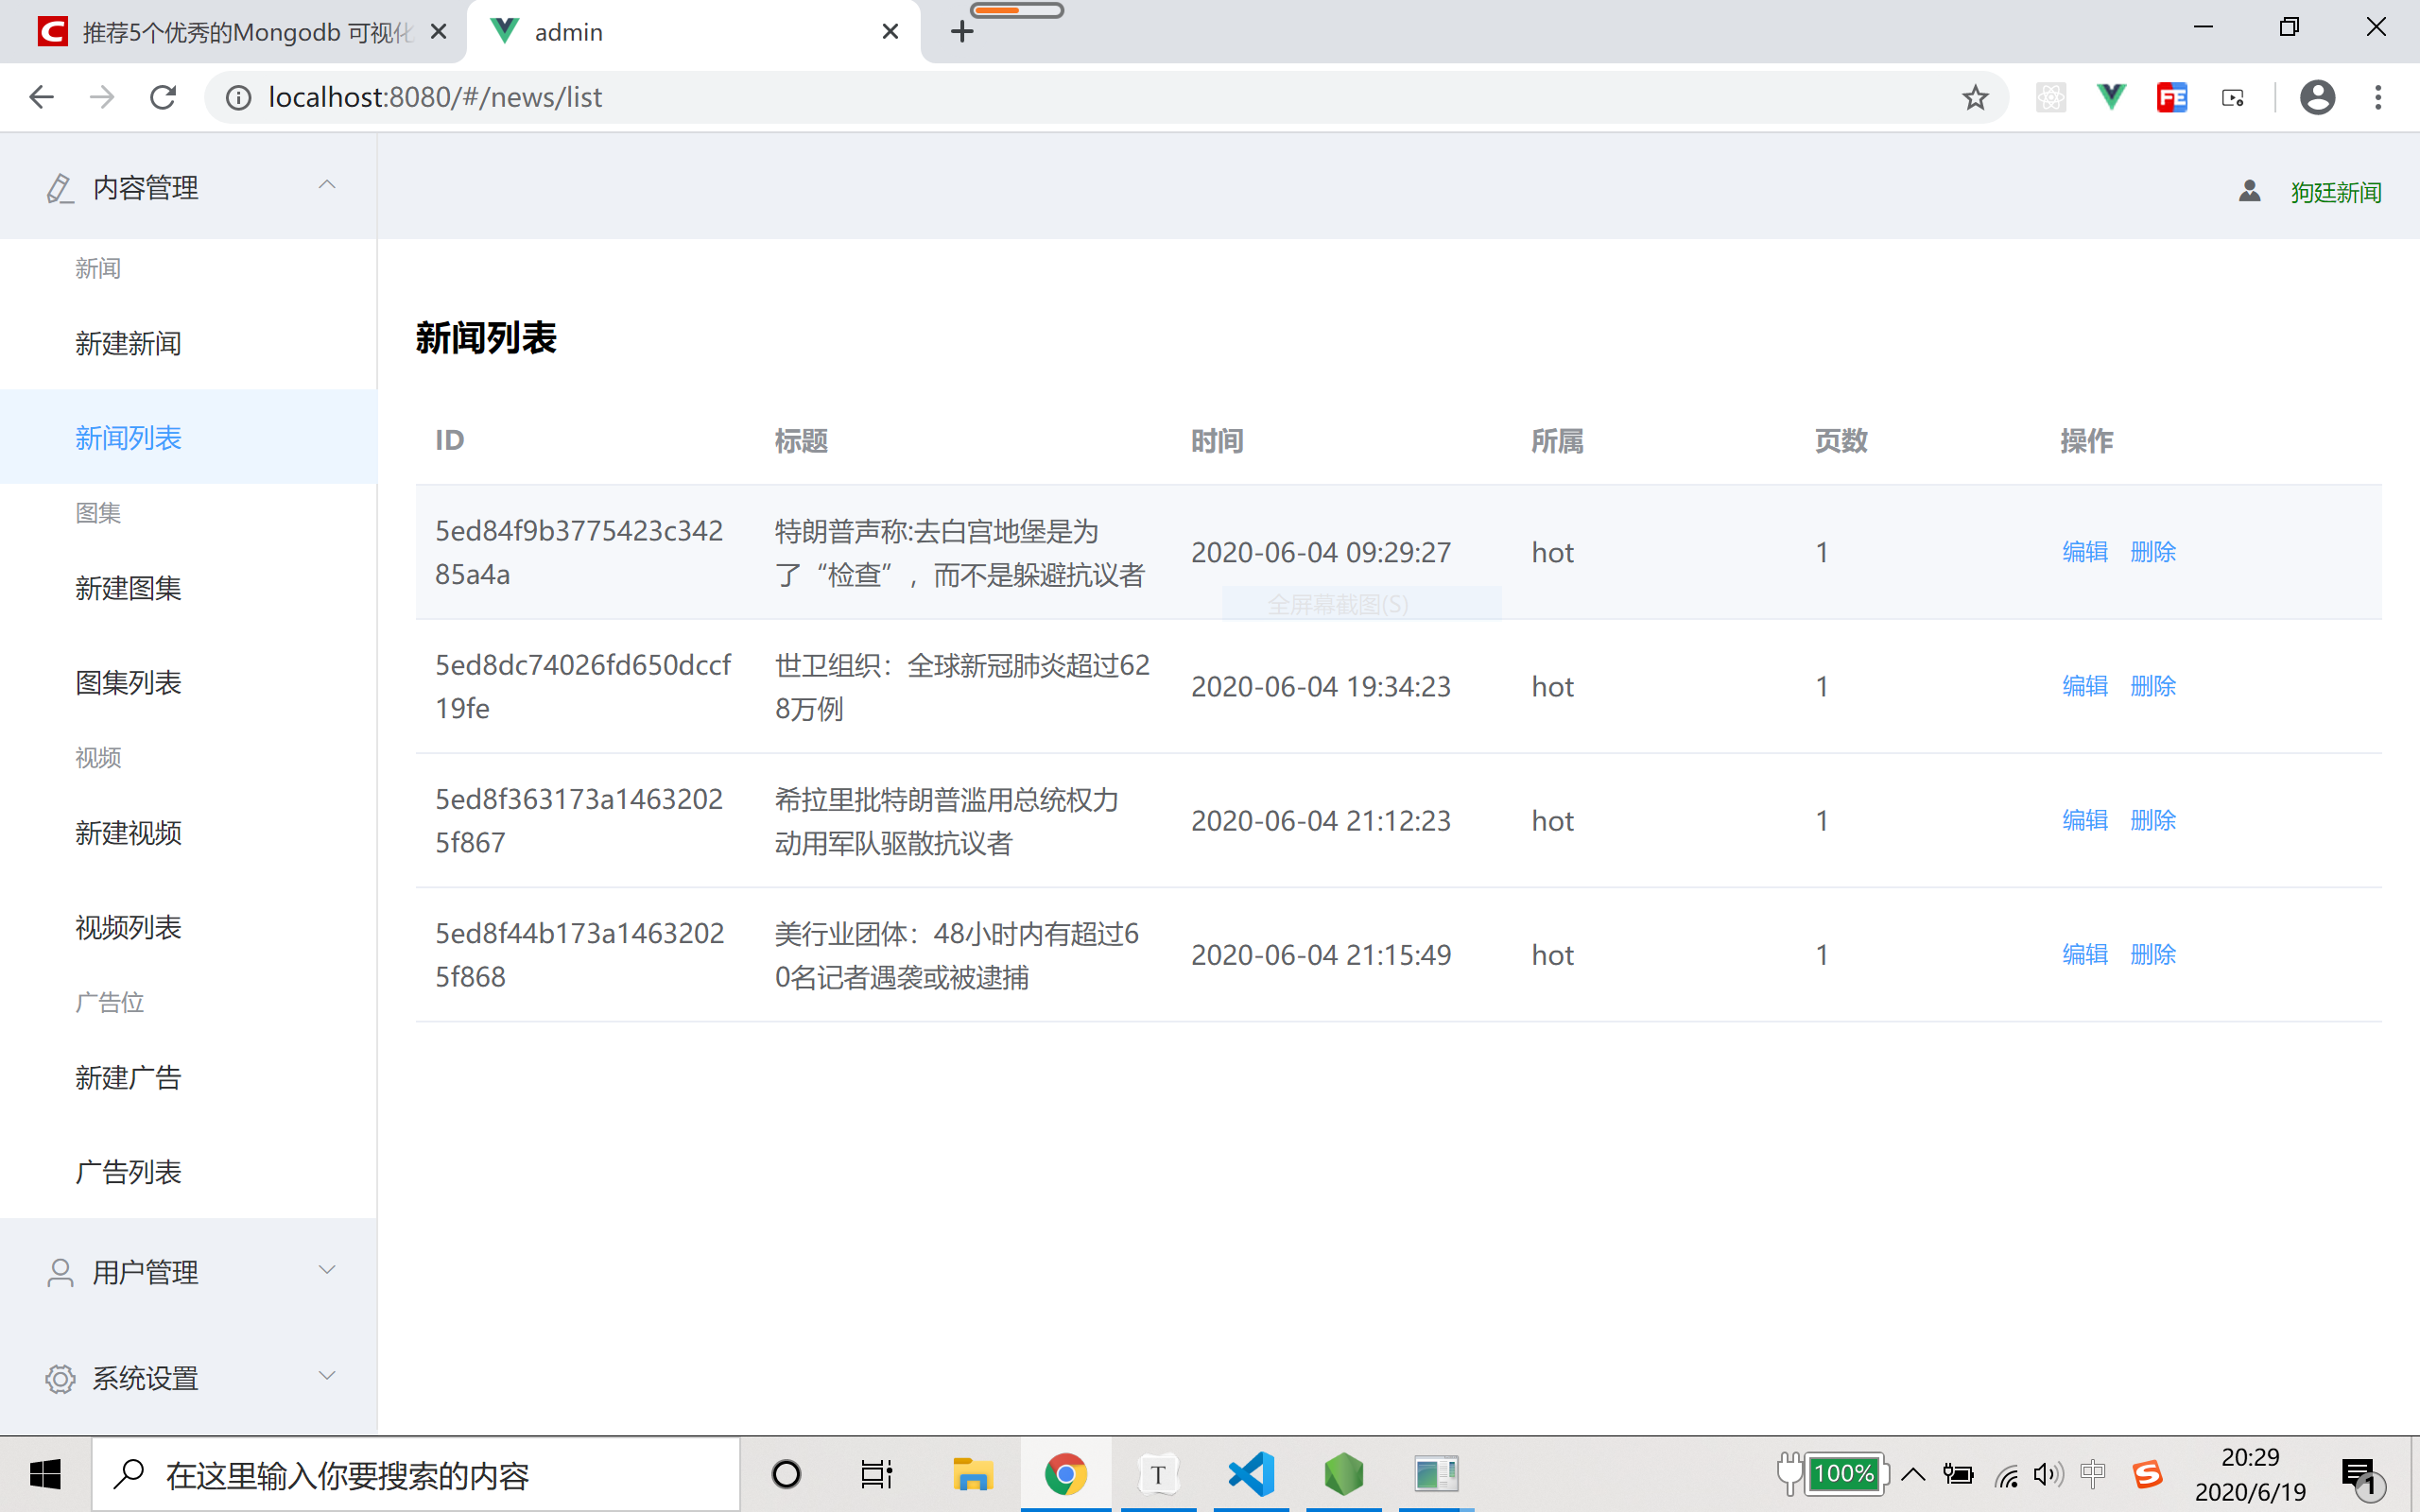 推荐5个优秀的Mongodb 可视化
admin
localhost:8080/#/news/list
内容管理
狗廷新闻
新闻
新建新闻
新闻列表
图集
新建图集
图集列表
视频
新建视频
视频列表
广告位
新建广告
广告列表
用户管理
系统设置
新闻列表
ID 标题 时间 所属 页数 操作
5ed84f9b3775423c342
85a4a
特朗普声称:去白宫地堡是为
了“检查”，而不是躲避抗议者
2020-06-04 09:29:27 hot 1 编辑 删除
全屏幕截图(S)
5ed8dc74026fd650dccf
19fe
世卫组织：全球新冠肺炎超过62
8万例
2020-06-04 19:34:23 hot 1 编辑 删除
5ed8f363173a1463202
5f867
希拉里批特朗普滥用总统权力
动用军队驱散抗议者
2020-06-04 21:12:23 hot 1 编辑 删除
5ed8f44b173a1463202
5f868
美行业团体：48小时内有超过6
0名记者遇袭或被逮捕
2020-06-04 21:15:49 hot 1 编辑 删除
在这里输入你要搜索的内容
T
100%
中
20:29
2020/6/19
1